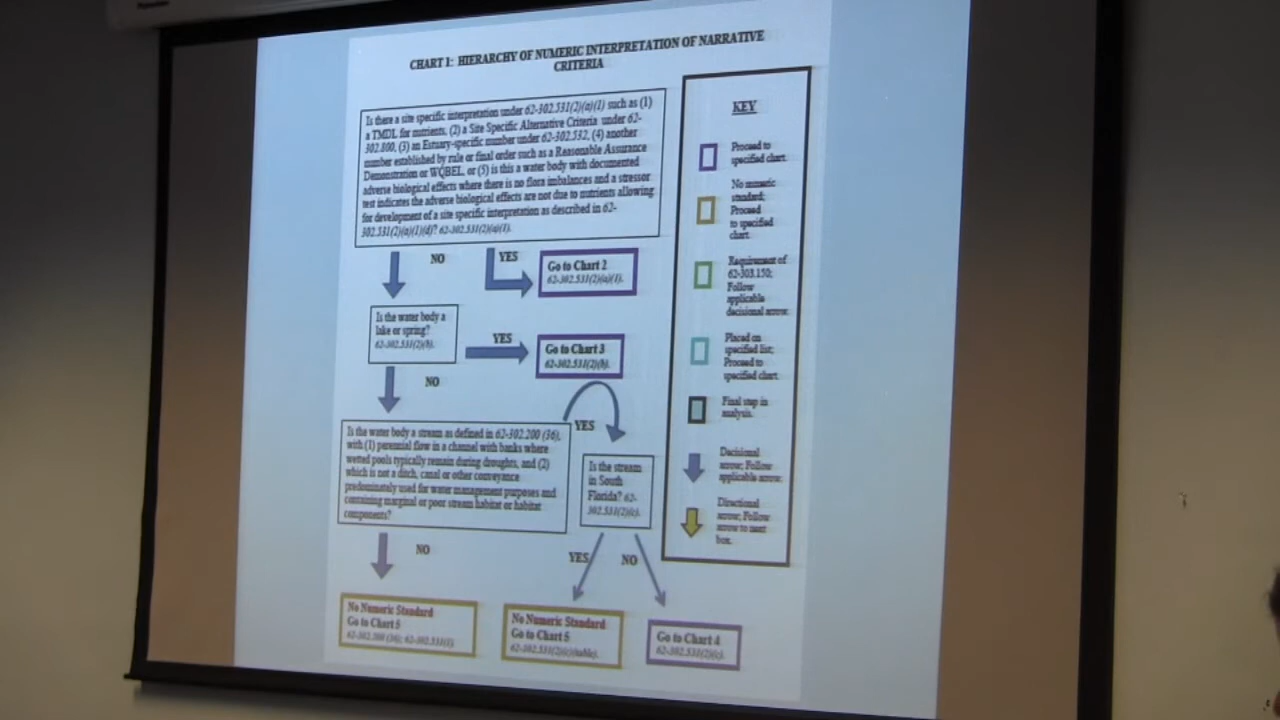 CHART 1: HIERARCHY OF NUMERIC INTERPRETATION OF NARRATIVE
CRITERIA
Is there a site specific interpretation under 62-302.531(2)(a)(1) such as (1)
a TMDL for nutrients, (2) a Site Specific Alternative Criteria under 62-
302.800, (3) an Estuary-specific number under 62-302.532, (4) another
number established by rule or final order such as a Reasonable Assurance
Demonstration or WQBEL, or (5) is this a water body with documented
adverse biological effects where there is no flora imbalances and a stressor
test indicates the adverse biological effects are not due to nutrients allowing
for development of a site specific interpretation as described in 62-
302.531(2)(a)(1)(d)? 62-302.531(2)(a)(1).
NO
YES
Go to Chart 2
62-302.531(2)(a)(1).
Is the water body a
lake or spring?
62-302.531(2)(b).
YES
Go to Chart 3
62-302.531(2)(b).
NO
Is the water body a stream as defined in 62-302.200 (36),
with (1) perennial flow in a channel with banks where
wetted pools typically remain during droughts, and (2)
which is not a ditch, canal or other conveyance
predominately used for water management purposes and
containing marginal or poor stream habitat or habitat
components?
YES
Is the stream
in South
Florida? 62-
302.531(2)(c).
NO
YES
NO
No Numeric Standard
Go to Chart 5
62-302.200 (36); 62-302.531(1).
No Numeric Standard
Go to Chart 5
62-302.531(2)(c)(table).
Go to Chart 4
62-302.531(2)(c).
KEY
Proceed to
specified chart.
No numeric
standard;
Proceed
to specified
chart.
Requirement of
62-303.150;
Follow
applicable
decisional arrow.
Placed on
specified list;
Proceed to
specified chart.
Final step in
analysis.
Decisional
arrow; Follow
applicable arrow.
Directional
arrow; Follow
arrow to next
box.